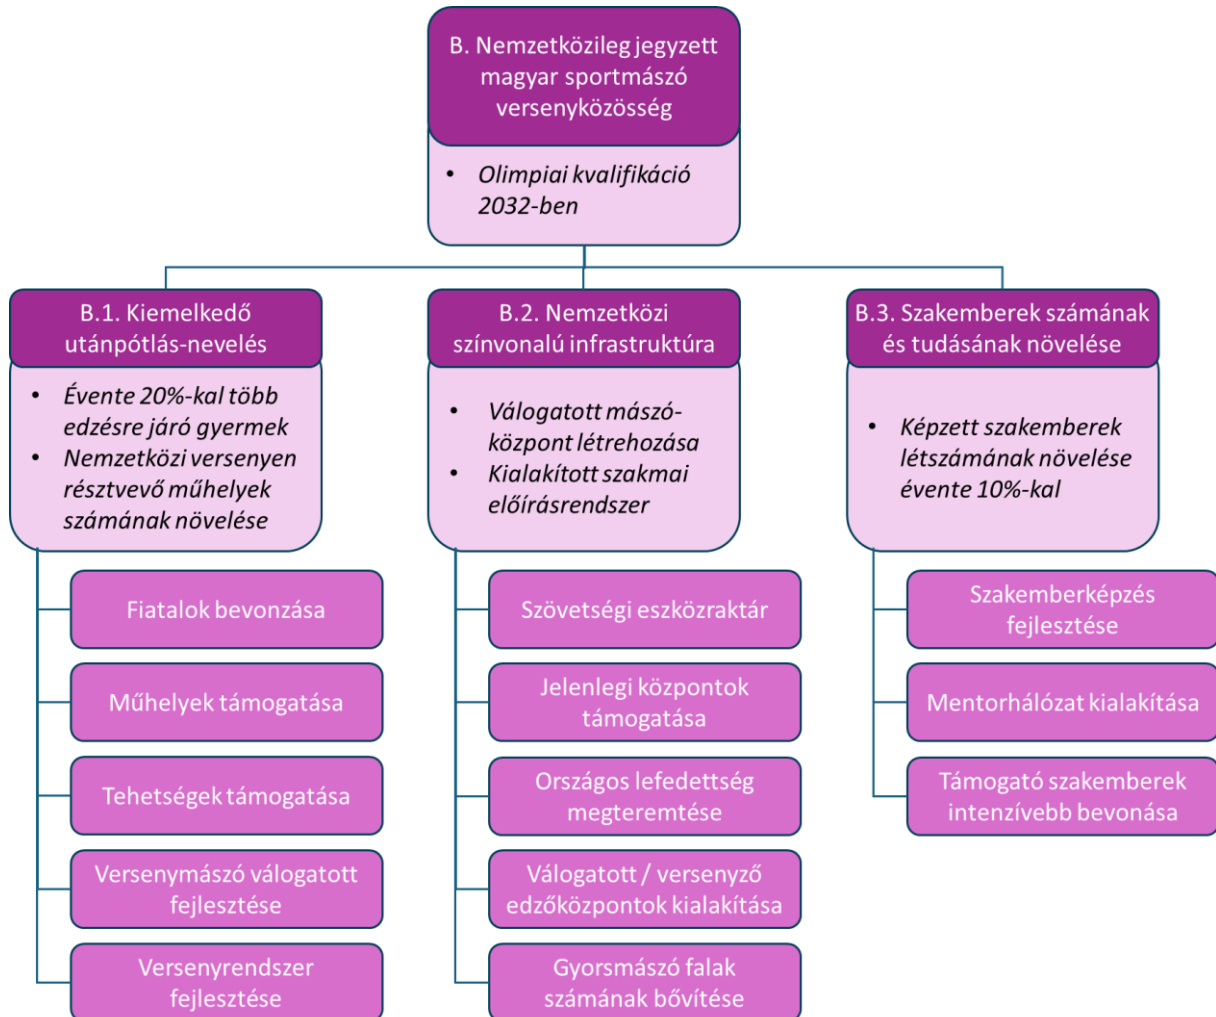 B. Nemzetközileg jegyzett
magyar sportmászó
versenyközösség
• Olimpiai kvalifikáció
2032-ben
B.1. Kiemelkedő
utánpótlás-nevelés
• Évente 20%-kal több
edzésre járó gyermek
• Nemzetközi versenyen
résztvevő műhelyek
számának növelése
Fiatalok bevonzása
Műhelyek támogatása
Tehetségek támogatása
Versenymászó válogatott
fejlesztése
Versenyrendszer
fejlesztése
B.2. Nemzetközi
színvonalú infrastruktúra
• Válogatott mászó-
központ létrehozása
• Kialakított szakmai
előírásrendszer
Szövetségi eszközraktár
Jelenlegi központok
támogatása
Országos lefedettség
megteremtése
Válogatott / versenyző
edzőközpontok kialakítása
Gyorsmászó falak
számának bővítése
B.3. Szakemberek számának
és tudásának növelése
• Képzett szakemberek
létszámának növelése
évente 10%-kal
Szakemberképzés
fejlesztése
Mentorhálózat kialakítása
Támogató szakemberek
intenzívebb bevonása